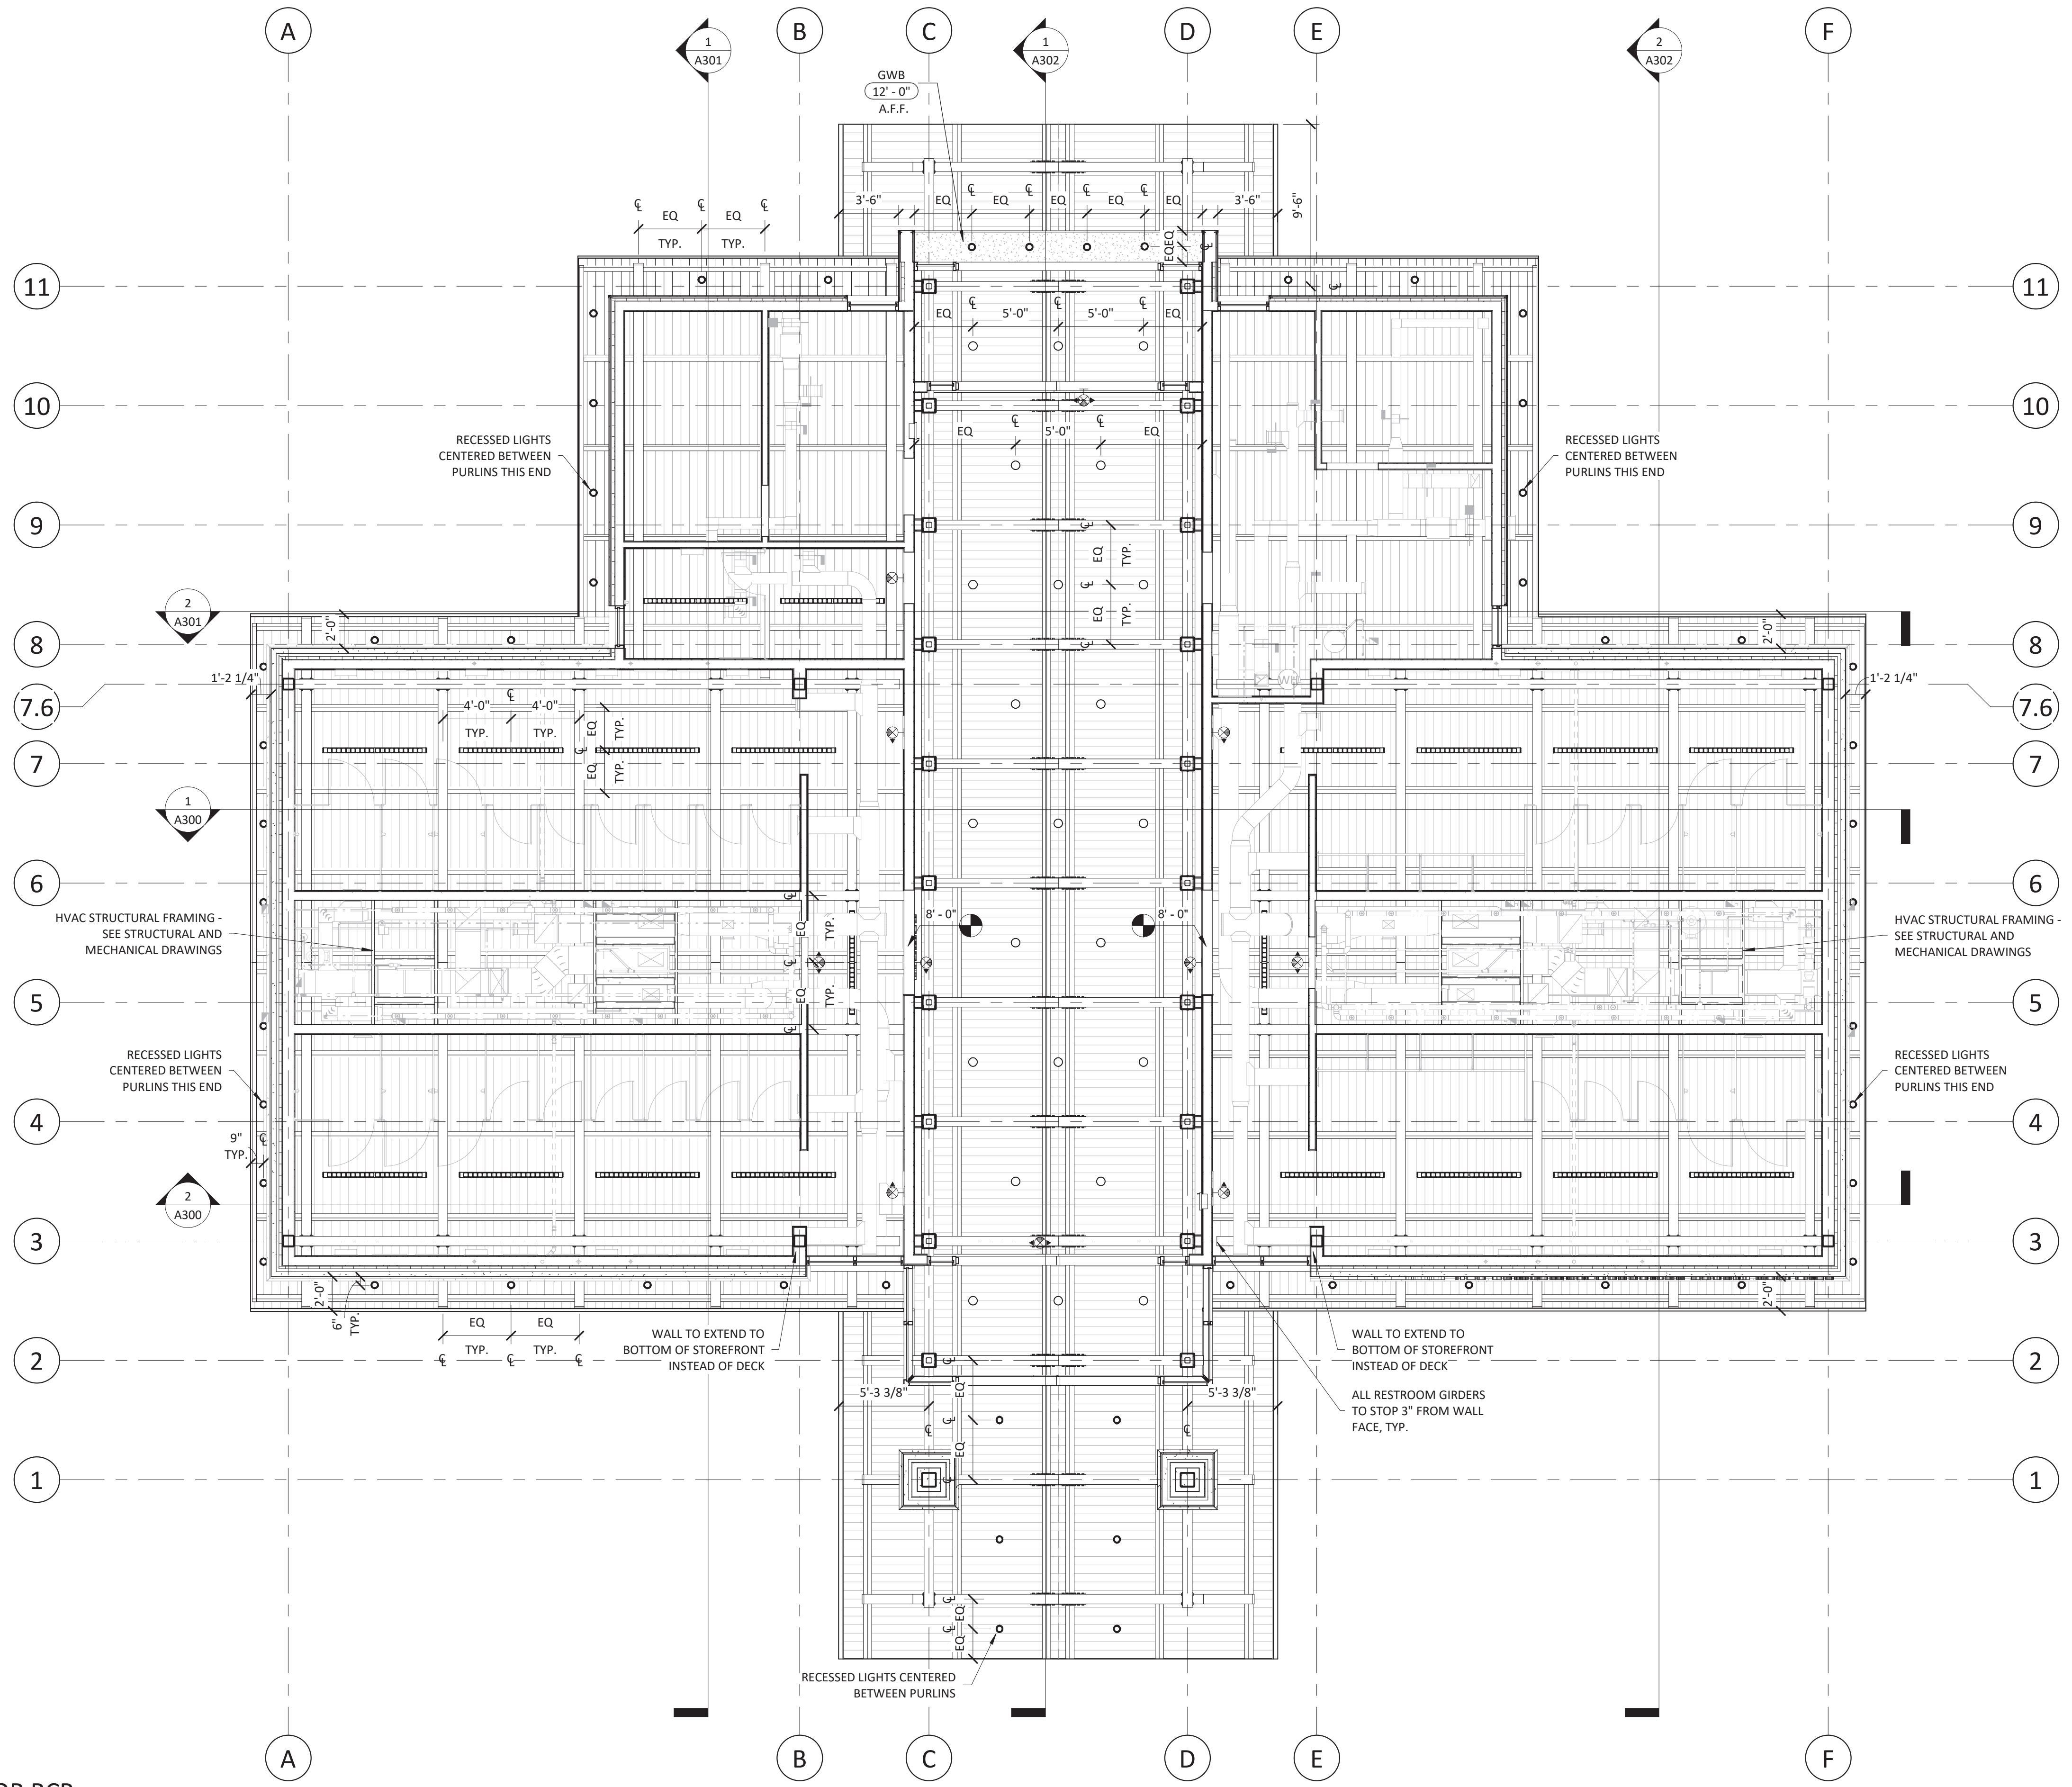 A
B
C
D
E
F
1
A301
1
A302
2
A302
GWB
12' - 0"
A.F.F.
3'-6"
EQ
EQ
EQ
EQ
EQ
3'-6"
9'-6"
EQ
EQ
TYP.
TYP.
EQ
EQ
11
11
EQ
5'-0"
5'-0"
EQ
10
10
EQ
5'-0"
EQ
RECESSED LIGHTS
CENTERED BETWEEN
PURLINS THIS END
RECESSED LIGHTS
CENTERED BETWEEN
PURLINS THIS END
9
9
EQ
TYP.
EQ
TYP.
2
A301
8
2'-0"
2'-0"
8
1'-2 1/4"
1'-2 1/4"
7.6
7.6
4'-0"
4'-0"
TYP.
TYP.
EQ
TYP.
EQ
TYP.
7
7
1
A300
6
6
HVAC STRUCTURAL FRAMING -
SEE STRUCTURAL AND
MECHANICAL DRAWINGS
EQ
TYP.
EQ
TYP.
8' - 0"
8' - 0"
HVAC STRUCTURAL FRAMING -
SEE STRUCTURAL AND
MECHANICAL DRAWINGS
5
5
RECESSED LIGHTS
CENTERED BETWEEN
PURLINS THIS END
RECESSED LIGHTS
CENTERED BETWEEN
PURLINS THIS END
4
4
9"
TYP.
2
A300
3
3
2'-0"
6"
TYP.
2'-0"
EQ
EQ
TYP.
TYP.
WALL TO EXTEND TO
BOTTOM OF STOREFRONT
INSTEAD OF DECK
WALL TO EXTEND TO
BOTTOM OF STOREFRONT
INSTEAD OF DECK
2
2
5'-3 3/8"
EQ
5'-3 3/8"
ALL RESTROOM GIRDERS
TO STOP 3" FROM WALL
FACE, TYP.
EQ
1
1
EQ
EQ
RECESSED LIGHTS CENTERED
BETWEEN PURLINS
A
B
C
D
E
F